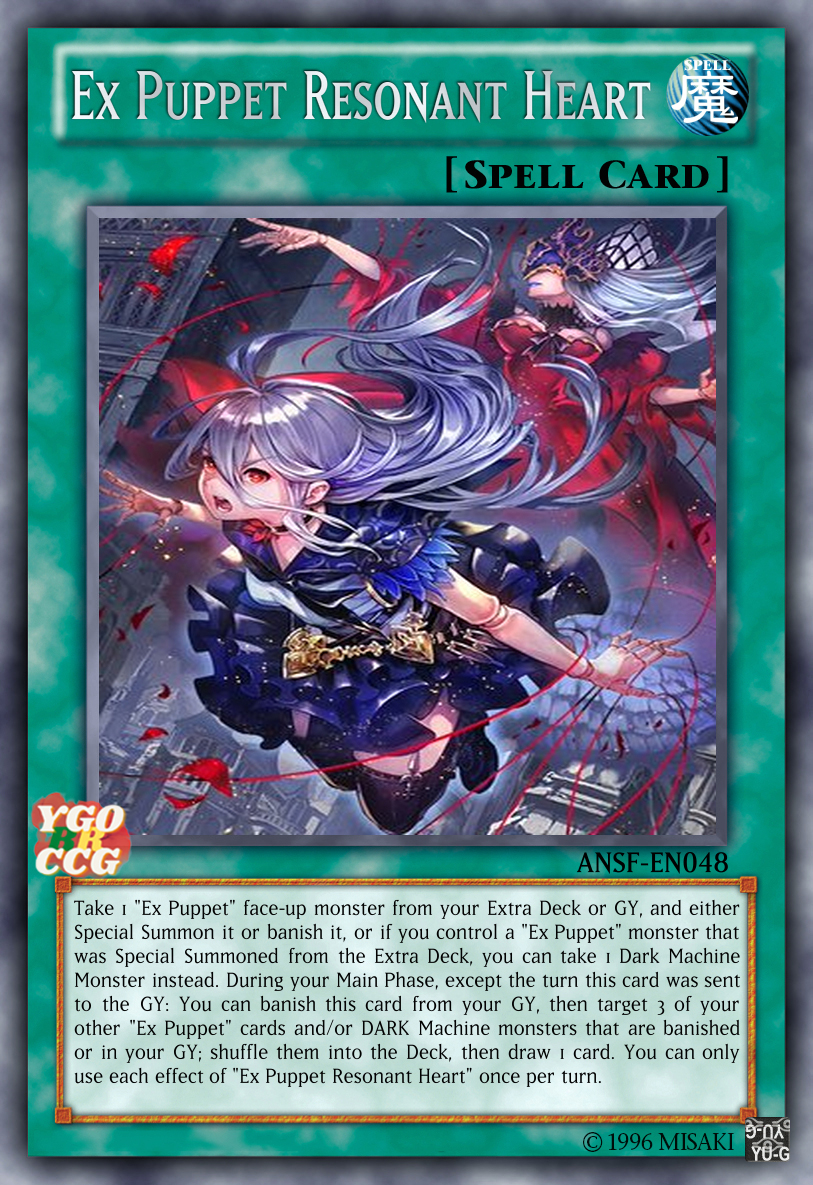 Ex Puppet Resonant Heart
SPELL
魔
[Spell Card]
YGO
RR
CCG
ANSF-EN048
Take 1 "Ex Puppet" face-up monster from your Extra Deck or GY, and either
Special Summon it or banish it, or if you control a "Ex Puppet" monster that
was Special Summoned from the Extra Deck, you can take 1 Dark Machine
Monster instead. During your Main Phase, except the turn this card was sent
to the GY: You can banish this card from your GY, then target 3 of your
other "Ex Puppet" cards and/or DARK Machine monsters that are banished
or in your GY; shuffle them into the Deck, then draw 1 card. You can only
use each effect of "Ex Puppet Resonant Heart" once per turn.
© 1996 MISAKI
YU-G